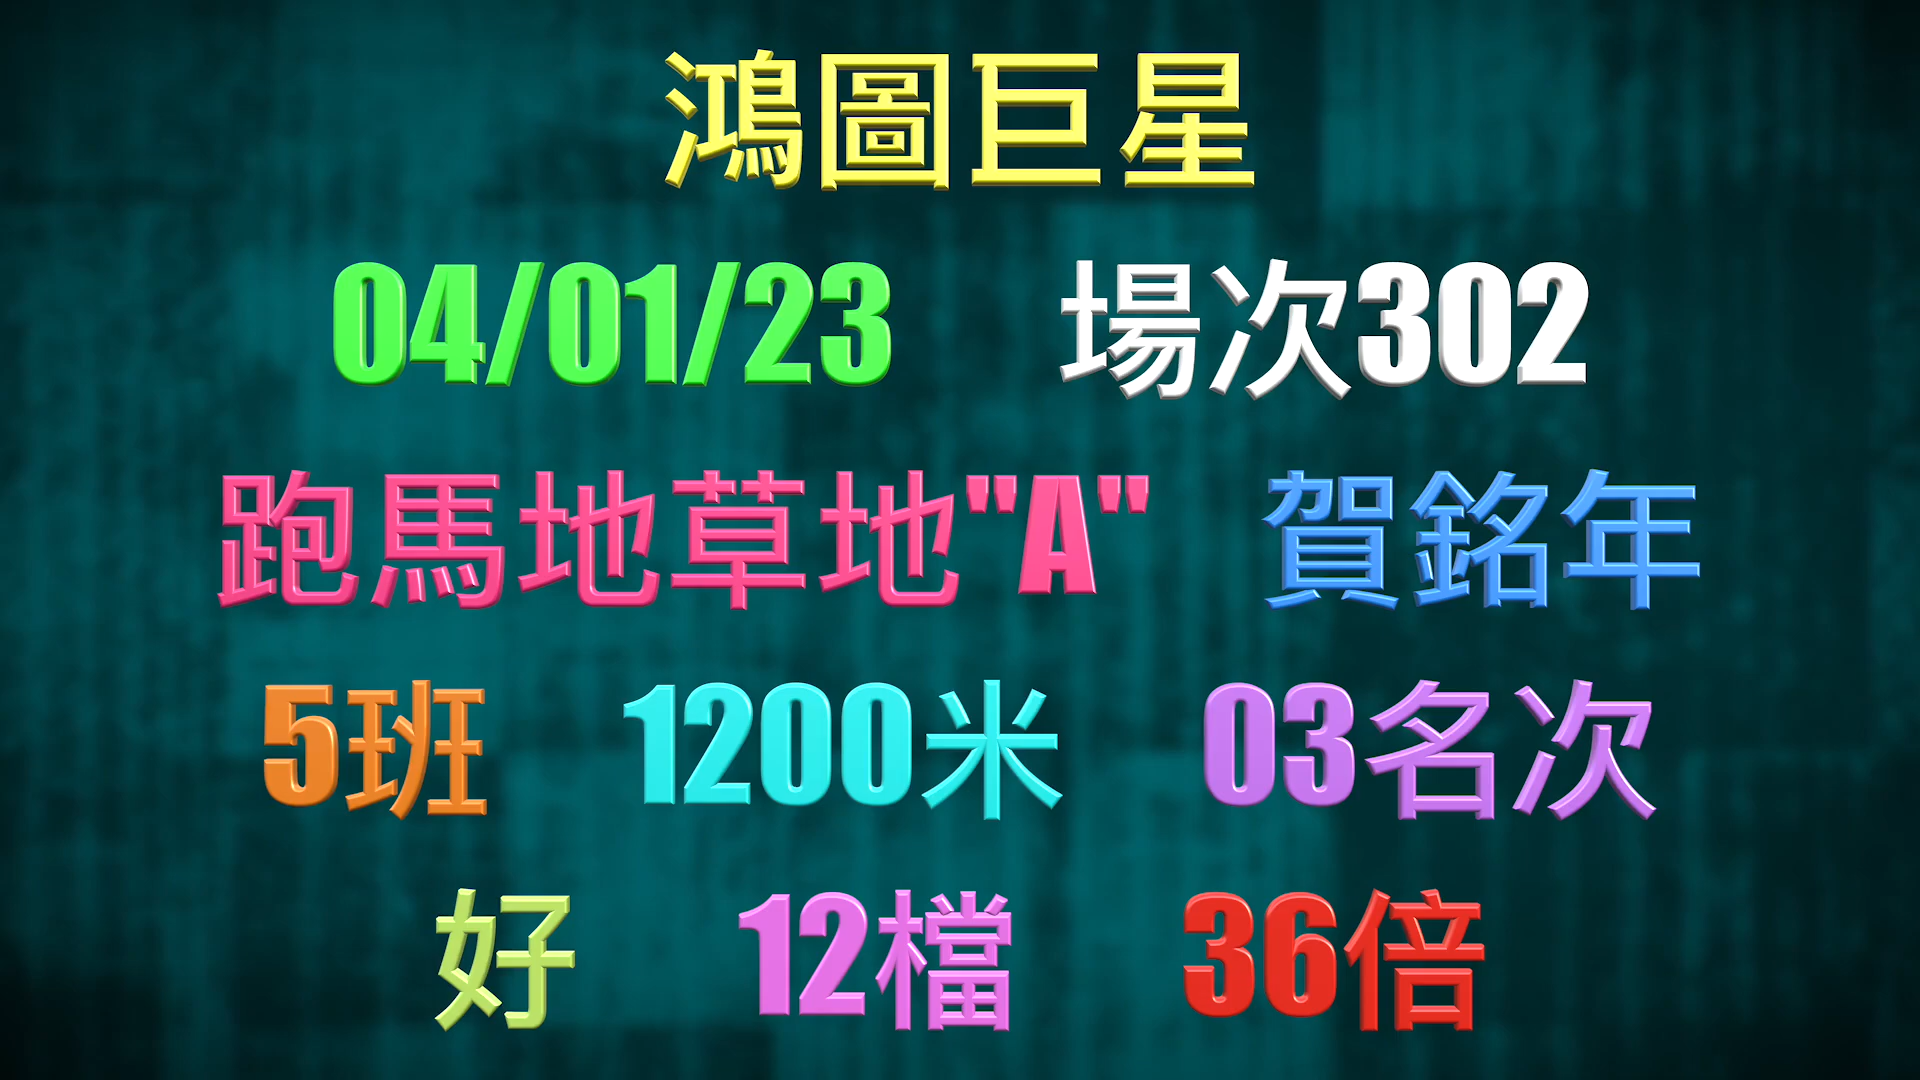 鴻圖巨星
04/01/23 場次302
跑馬地草地"A" 賀銘年
5班 1200米 03名次
好 12檔 36倍